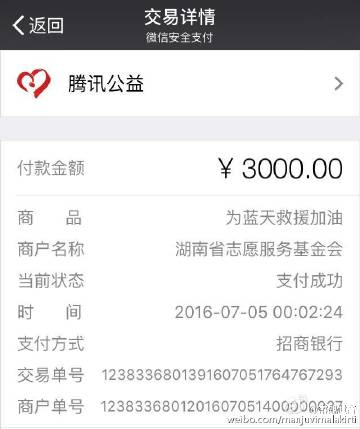 返回
交易详情
微信安全支付
腾讯公益
付款金额 ¥ 3000.00
商 品 为蓝天救援加油
商户名称 湖南省志愿服务基金会
当前状态 支付成功
时 间 2016-07-05 00:02:24
支付方式 招商银行
交易单号 1238336801391607051764767293
商户单号
weibo.com/manjuvimalakirti